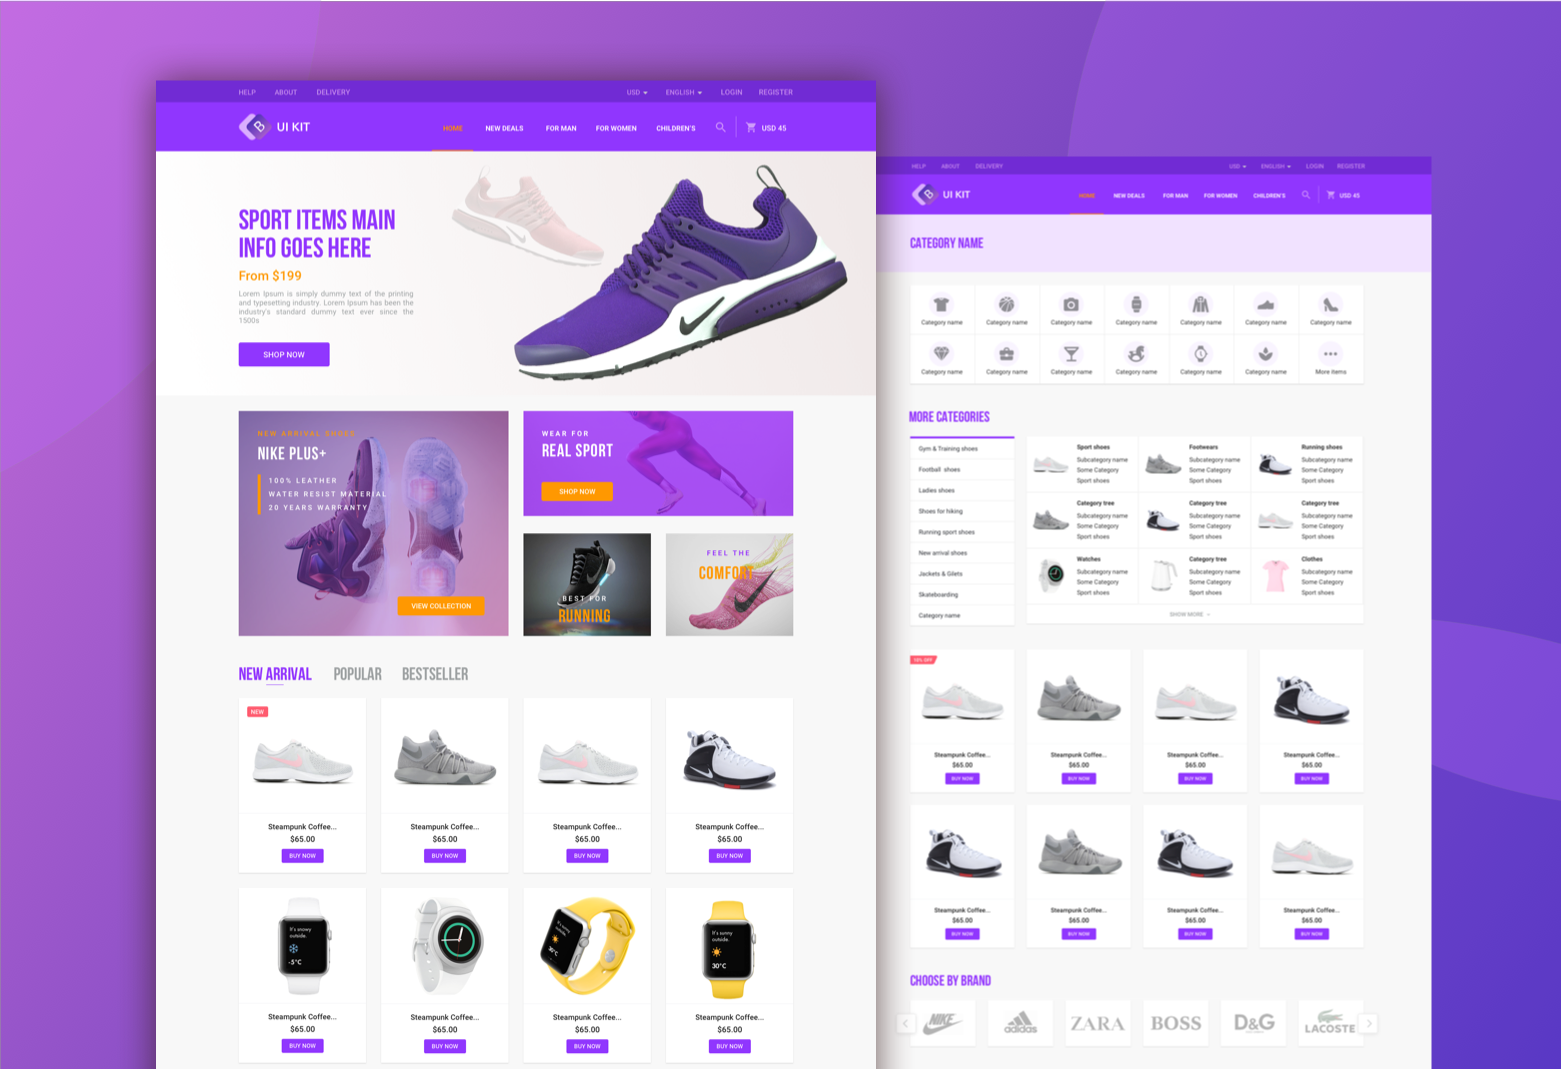 HELP ABOUT DELIVERY USD ENGLISH LOGIN REGISTER
B UI KIT HOME NEW DEALS FOR MAN FOR WOMEN CHILDREN'S USD 45
SPORT ITEMS MAIN
INFO GOES HERE
From $199
Lorem Ipsum is simply dummy text of the printing
and typesetting industry. Lorem Ipsum has been the
industry's standard dummy text ever since the
1500s
SHOP NOW
NEW ARRIVAL SHOES
NIKE PLUS+
100% LEATHER
WATER RESIST MATERIAL
20 YEARS WARRANTY
VIEW COLLECTION
WEAR FOR
REAL SPORT
SHOP NOW
BEST FOR
RUNNING
FEEL THE
COMFORT
NEW ARRIVAL POPULAR BESTSELLER
NEW
Steampunk Coffee... Steampunk Coffee... Steampunk Coffee... Steampunk Coffee...
$65.00 $65.00 $65.00 $65.00
BUY NOW BUY NOW BUY NOW BUY NOW
It's snowy
outside.
-5°C
It's sunny
outside.
30°C
It's sunny
outside.
30°C
Steampunk Coffee... Steampunk Coffee... Steampunk Coffee... Steampunk Coffee...
$65.00 $65.00 $65.00 $65.00
BUY NOW BUY NOW BUY NOW BUY NOW
HELP ABOUT DELIVERY USD ENGLISH LOGIN REGISTER
B UI KIT HOME NEW DEALS FOR MAN FOR WOMEN CHILDREN'S USD 45
CATEGORY NAME
Category name Category name Category name Category name Category name Category name Category name
Category name Category name Category name Category name Category name Category name More items
MORE CATEGORIES
Gym & Training shoes
Football shoes
Ladies shoes
Shoes for hiking
Running sport shoes
New arrival shoes
Jackets & Gilets
Skateboarding
Category name
Sport shoes Footwears Running shoes
Subcategory name Subcategory name Subcategory name
Some Category Some Category Some Category
Sport shoes Sport shoes Sport shoes
Category tree Category tree Category tree
Subcategory name Subcategory name Subcategory name
Some Category Some Category Some Category
Sport shoes Sport shoes Sport shoes
Watches Category tree Clothes
Subcategory name Subcategory name Subcategory name
Some Category Some Category Some Category
Sport shoes Sport shoes Sport shoes
SHOW MORE
10% OFF
Steampunk Coffee... Steampunk Coffee... Steampunk Coffee... Steampunk Coffee...
$65.00 $65.00 $65.00 $65.00
BUY NOW BUY NOW BUY NOW BUY NOW
Steampunk Coffee... Steampunk Coffee... Steampunk Coffee... Steampunk Coffee...
$65.00 $65.00 $65.00 $65.00
BUY NOW BUY NOW BUY NOW BUY NOW
CHOOSE BY BRAND
NIKE adidas ZARA BOSS D&G LACOSTE